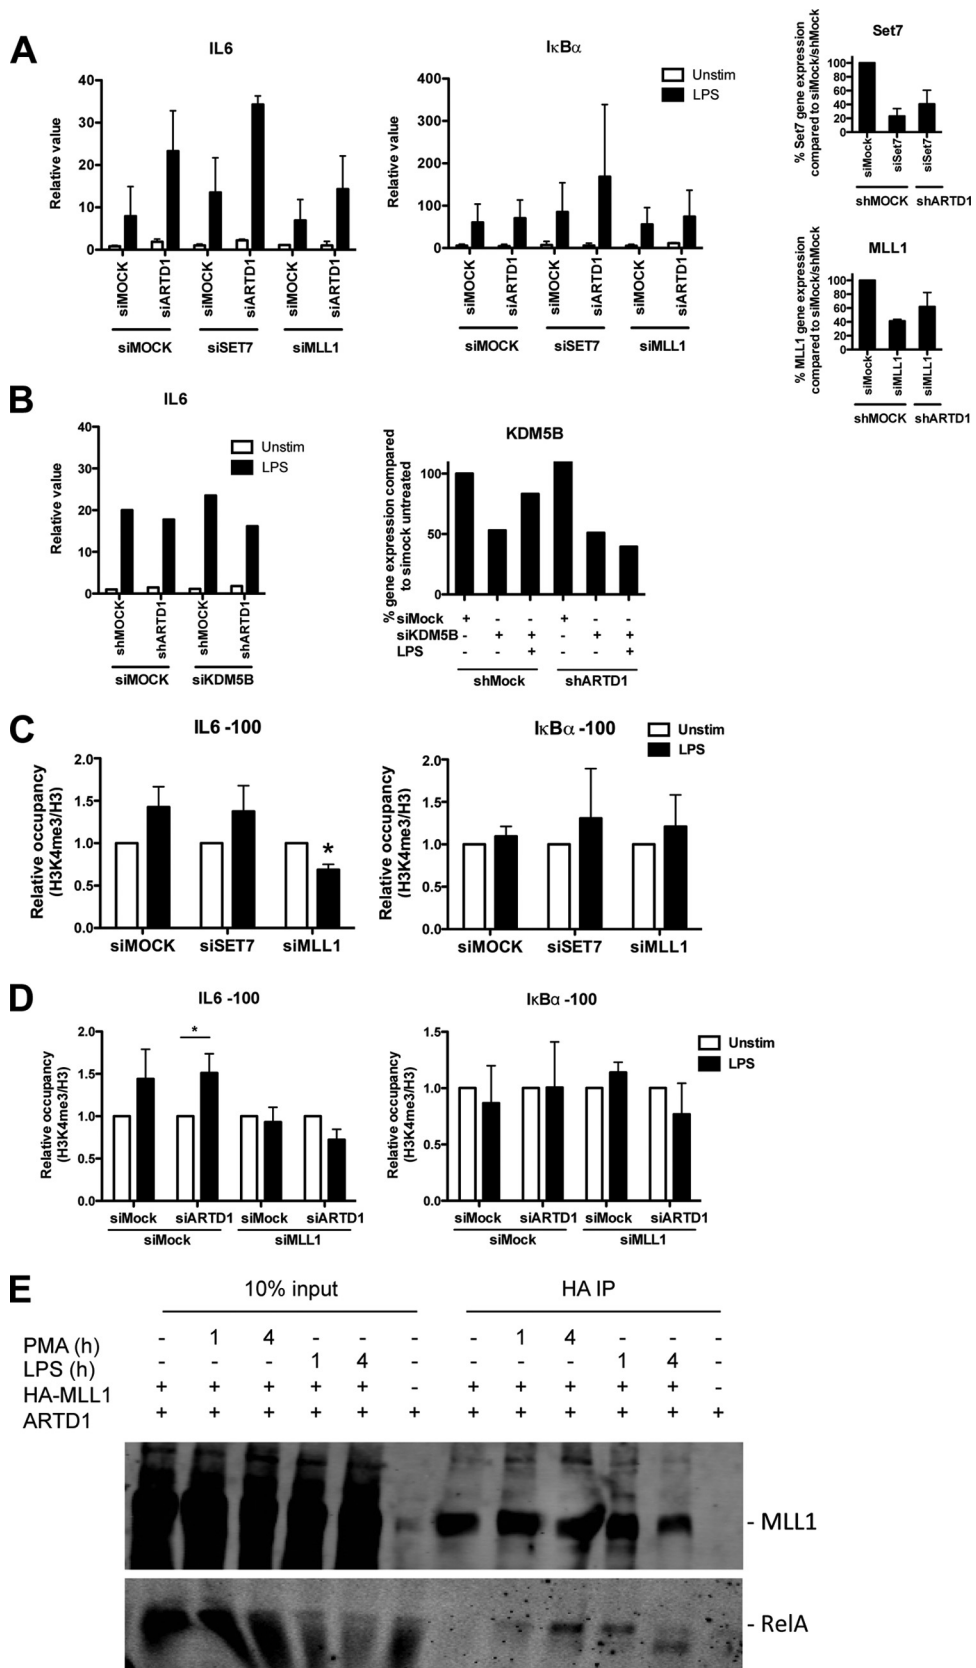 A
IL6
Relative value
40
30
20
10
0
siMOCK
siARTD1
siMOCK
siARTD1
siMOCK
siARTD1
siMOCK
siSET7
siMLL1
IκBα
Unstim
LPS
Relative value
400
300
200
100
0
siMOCK
siARTD1
siMOCK
siARTD1
siMOCK
siARTD1
siMOCK
siSET7
siMLL1
Set7
% Set7 gene expression
compared to siMock/shMock
100
80
60
40
20
0
siMock
siSet7
siSet7
shMOCK
shARTD1
MLL1
% MLL1 gene expression
compared to siMock/shMock
100
80
60
40
20
0
siMock
siMLL1
siMLL1
shMOCK
shARTD1
B
IL6
Unstim
LPS
Relative value
40
30
20
10
0
shMOCK
shARTD1
shMOCK
shARTD1
siMOCK
siKDM5B
KDM5B
% gene expression compared
to simock untreated
100
50
0
siMock + - - + - -
siKDM5B - + + - + +
LPS - - + - - +
shMock
shARTD1
C
IL6 -100
Relative occupancy
(H3K4me3/H3)
2.0
1.5
1.0
0.5
0.0
*
siMOCK siSET7 siMLL1
IκBα -100
Unstim
LPS
Relative occupancy
(H3K4me3/H3)
2.0
1.5
1.0
0.5
0.0
siMOCK siSET7 siMLL1
D
IL6 -100
Relative occupancy
(H3K4me3/H3)
2.0
1.5
1.0
0.5
0.0
*
siMock siARTD1 siMock siARTD1
siMock siMLL1
IκBα -100
Unstim
LPS
Relative occupancy
(H3K4me3/H3)
1.5
1.0
0.5
0.0
siMock siARTD1 siMock siARTD1
siMock siMLL1
E
10% input HA IP
PMA (h) - 1 4 - - - - 1 4 - - -
LPS (h) - - - 1 4 - - - - 1 4 -
HA-MLL1 + + + + + - + + + + + -
ARTD1 + + + + + + + + + + + +
- MLL1
- RelA